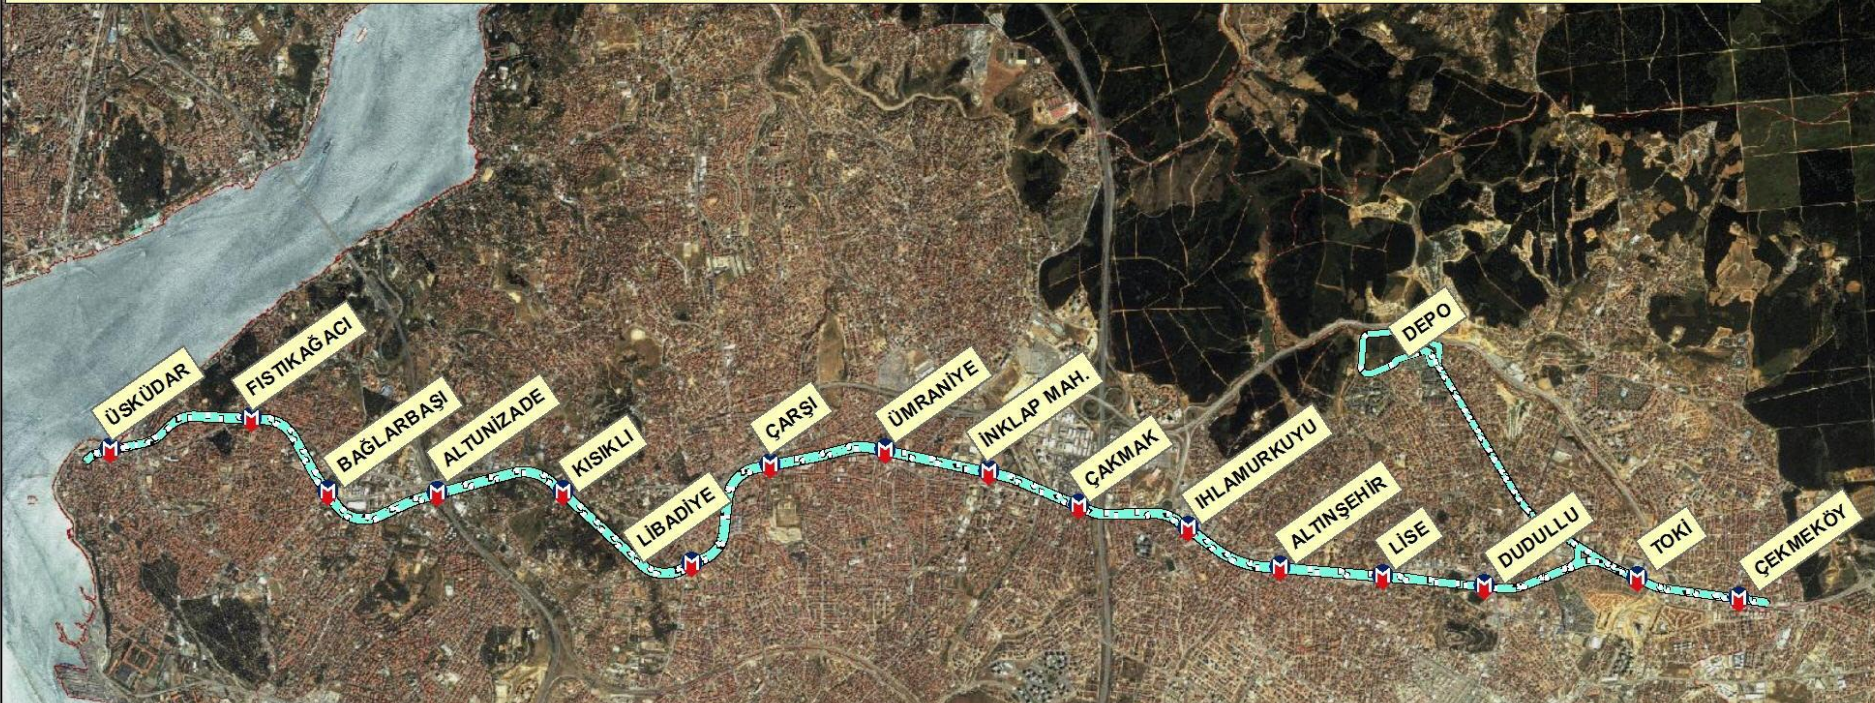 ÜSKÜDAR
FISTIKAĞACI
BAĞLARBAŞI
ALTUNİZADE
KISIKLI
LİBADİYE
ÇARŞI
ÜMRANİYE
İNKLAP MAH.
ÇAKMAK
IHLAMURKUYU
ALTINŞEHİR
LİSE
DUDULLU
DEPO
TOKİ
ÇEKMEKÖY